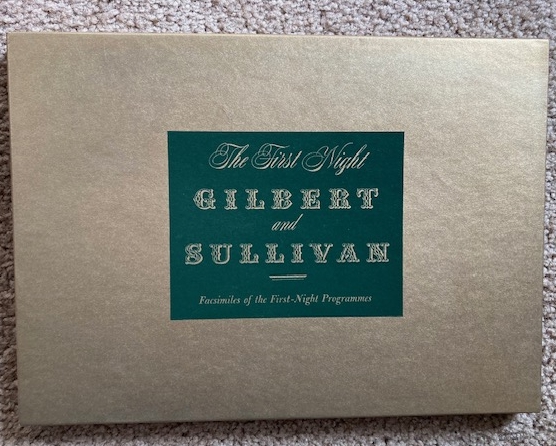 The First Night
GILBERT
and
SULLIVAN
Facsimiles of the First-Night Programmes